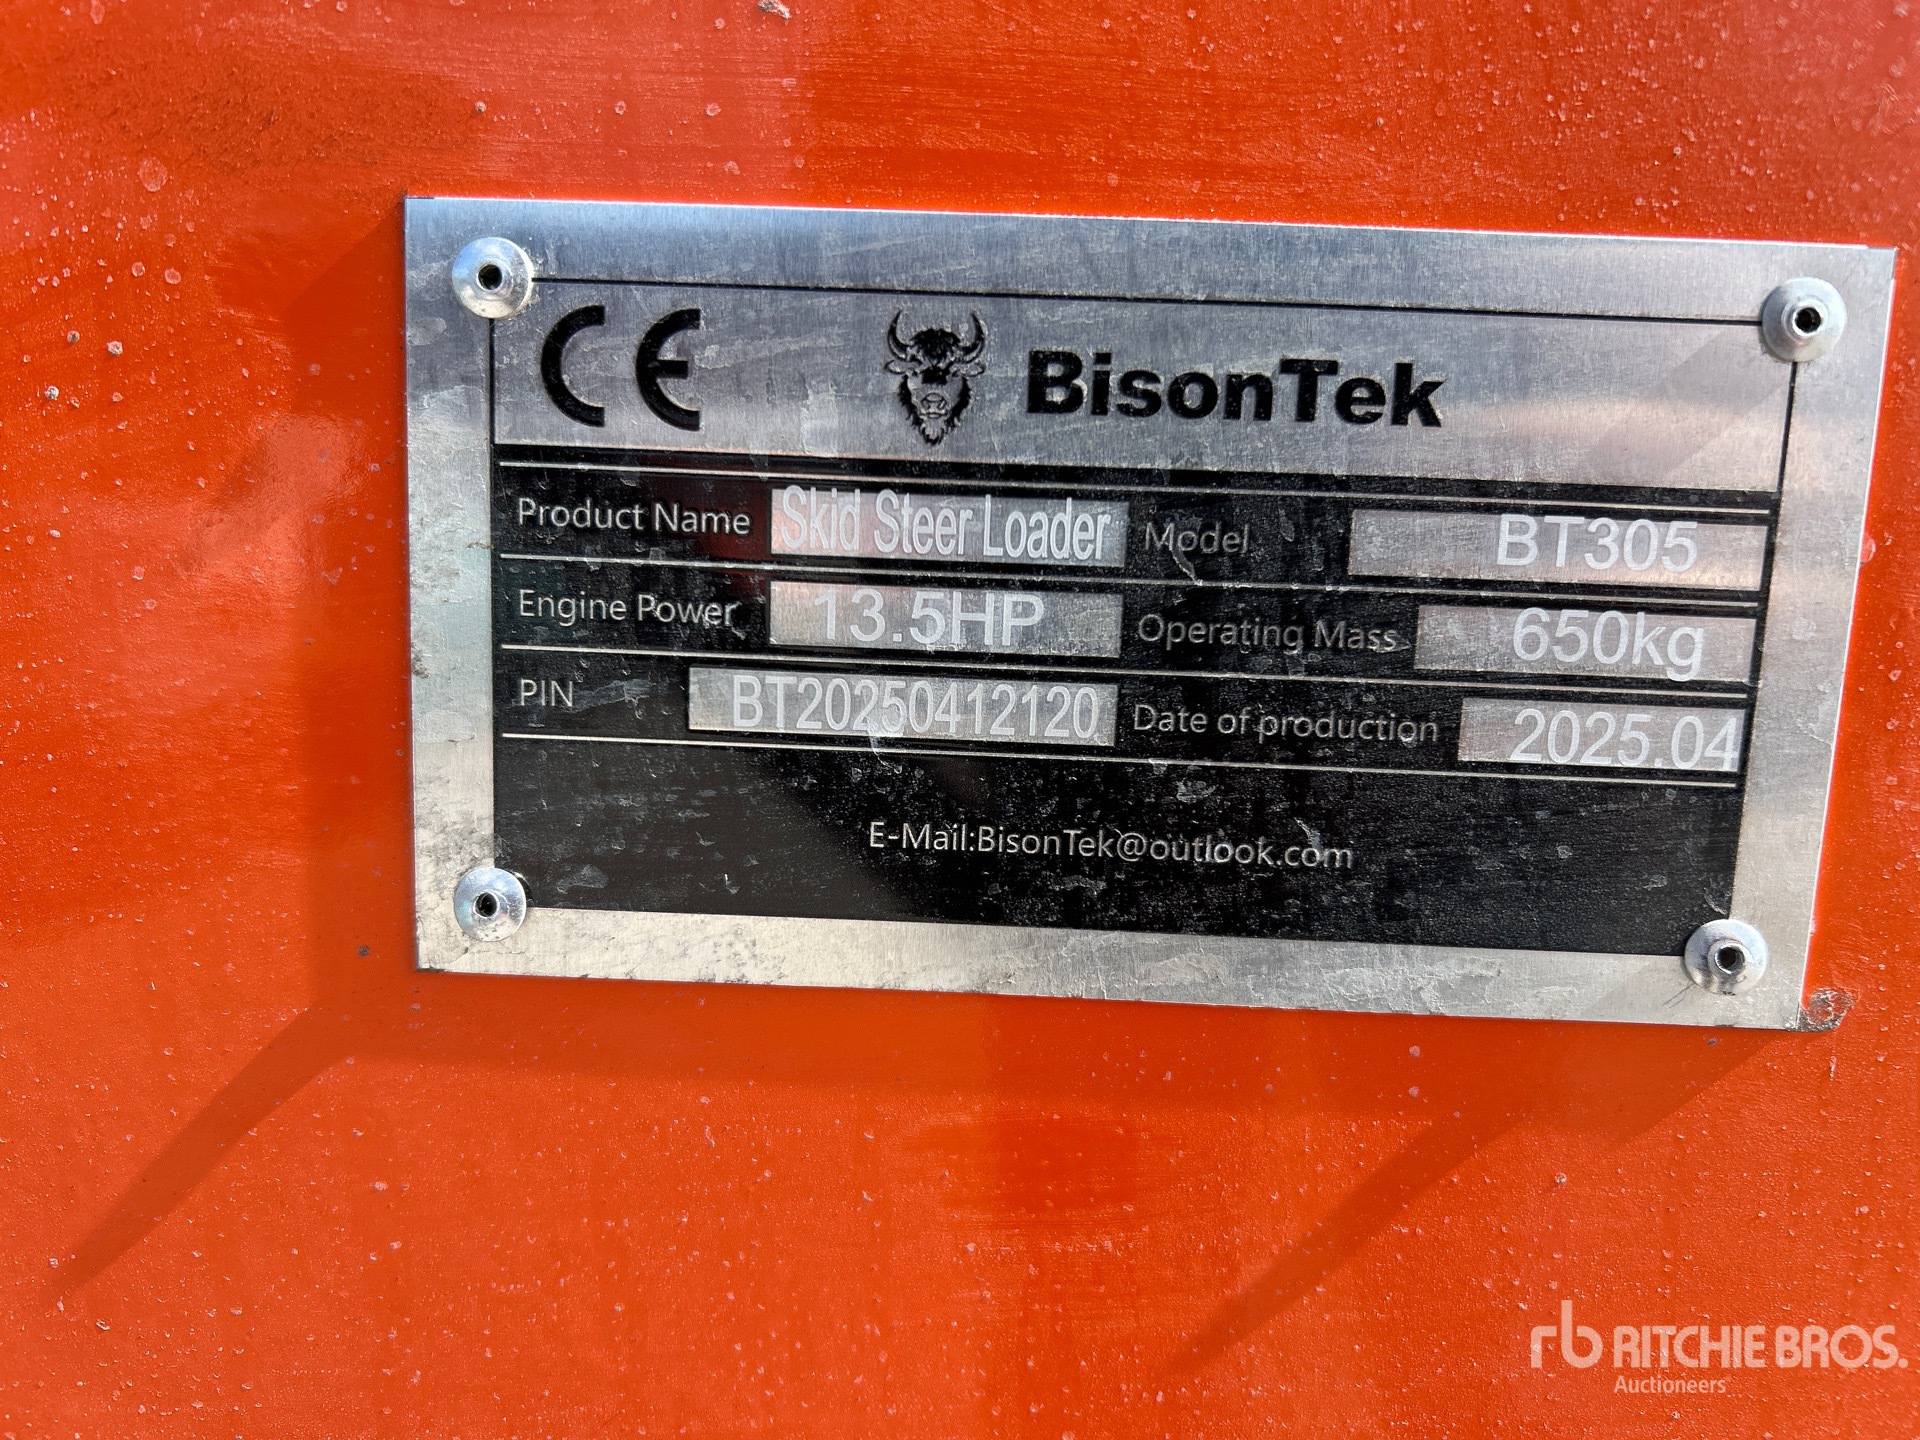 CE BisonTek
Product Name Skid Steer Loader Model BT305
Engine Power 13.5HP Operating Mass 650kg
PIN BT20250412120 Date of production 2025.04
E-Mail:BisonTek@outlook.com
rb RITCHIE BROS.
Auctioneers